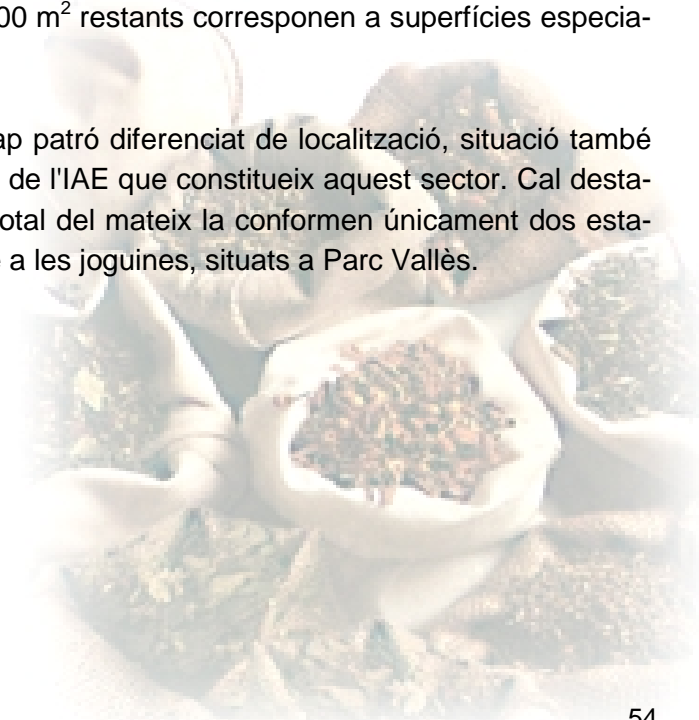 00 m² restants corresponen a superfícies especia-
ap patró diferenciat de localització, situació també
de l'IAE que constitueix aquest sector. Cal desta-
otal del mateix la conformen únicament dos esta-
a les joguines, situats a Parc Vallès.
54